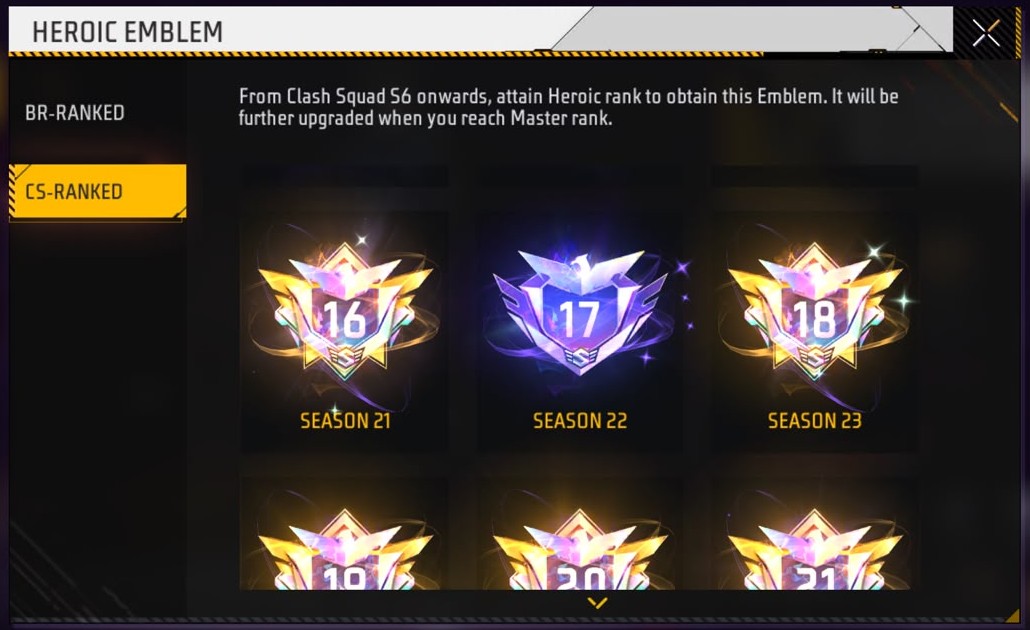 HEROIC EMBLEM
BR-RANKED
CS-RANKED
From Clash Squad S6 onwards, attain Heroic rank to obtain this Emblem. It will be
further upgraded when you reach Master rank.
16
17
18
S
S
S
SEASON 21
SEASON 22
SEASON 23
19
20
21